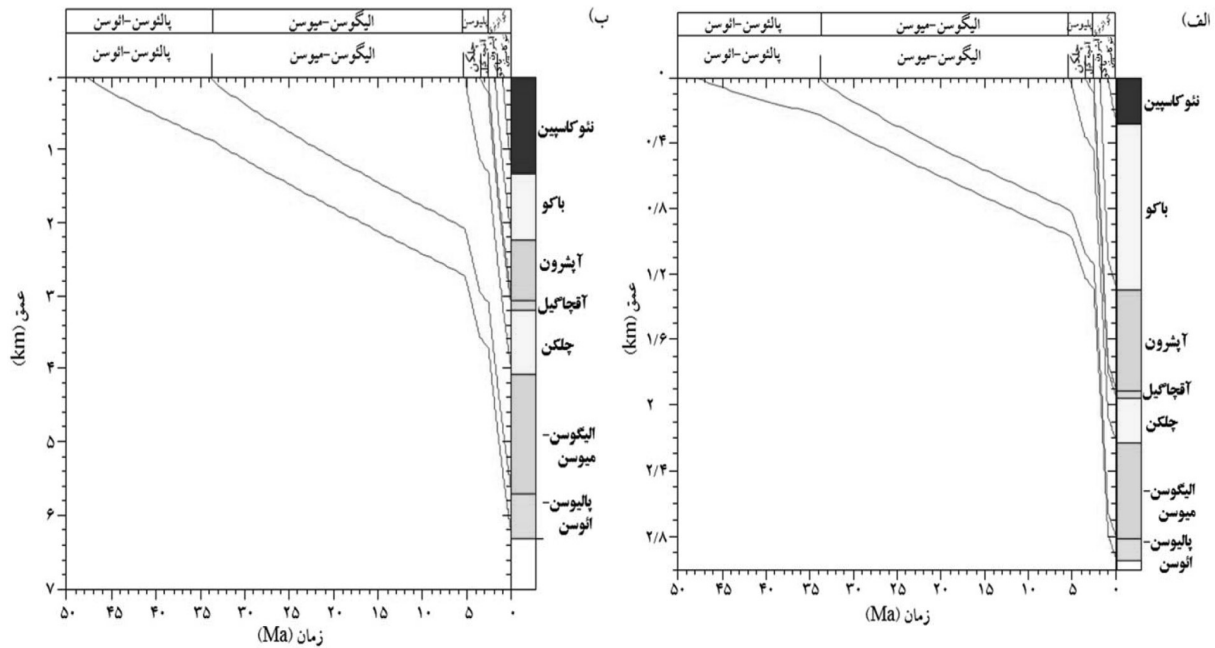 الف)
پالئوسن-ائوسن
الیگوسن-میوسن
پلیوسن
پالئوسن-ائوسن
الیگوسن-میوسن
چلکن
نئوکاسپین
باکو
آپشرون
آقچاگیل
چلکن
الیگوسن-
میوسن
پالیوسن-
ائوسن
عمق (km)
۰
۰/۴
۰/۸
۱/۲
۱/۶
۲
۲/۴
۲/۸
۵۰ ۴۵ ۴۰ ۳۵ ۳۰ ۲۵ ۲۰ ۱۵ ۱۰ ۵ ۰
زمان (Ma)
ب)
پالئوسن-ائوسن
الیگوسن-میوسن
پلیوسن
پالئوسن-ائوسن
الیگوسن-میوسن
چلکن
نئوکاسپین
باکو
آپشرون
آقچاگیل
چلکن
الیگوسن-
میوسن
پالیوسن-
ائوسن
عمق (km)
۰
۱
۲
۳
۴
۵
۶
۷
۵۰ ۴۵ ۴۰ ۳۵ ۳۰ ۲۵ ۲۰ ۱۵ ۱۰ ۵ ۰
زمان (Ma)